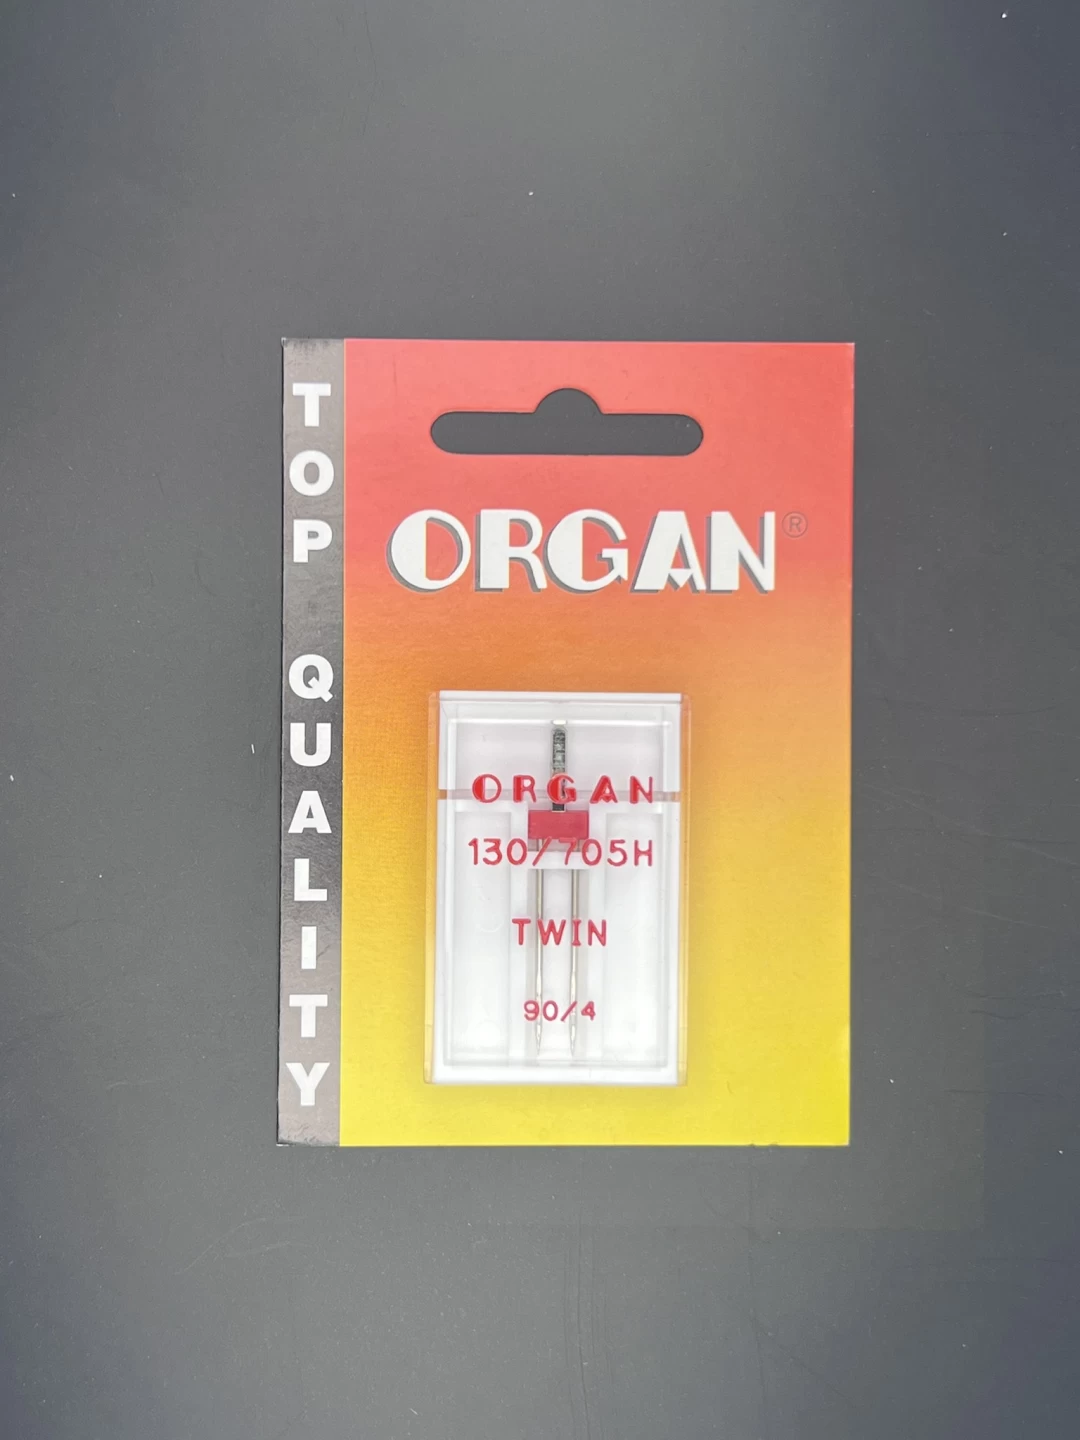 TOP QUALITY
ORGAN®
ORGAN
130/705H
TWIN
90/4